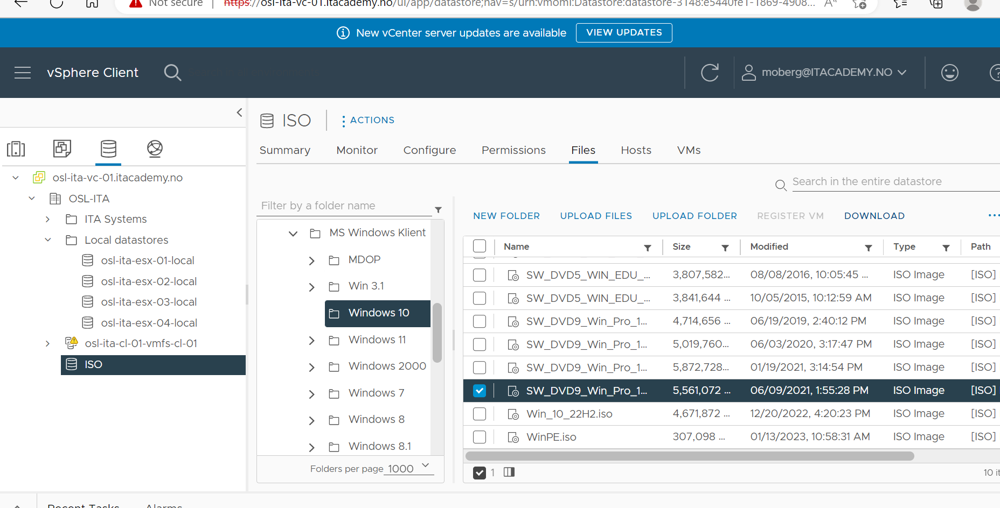 Not secure | https://osl-ita-vc-01.itacademy.no/ui/app/datastore;nav=s/urn:vmomi:Datastore:datastore-3148:e5440fe1-1869-4908...
New vCenter server updates are available VIEW UPDATES
vSphere Client moberg@ITACADEMY.NO
ISO ACTIONS
Summary Monitor Configure Permissions Files Hosts VMs
osl-ita-vc-01.itacademy.no
OSL-ITA
ITA Systems
Local datastores
osl-ita-esx-01-local
osl-ita-esx-02-local
osl-ita-esx-03-local
osl-ita-esx-04-local
osl-ita-cl-01-vmfs-cl-01
ISO
Search in the entire datastore
Filter by a folder name
MS Windows Klient
MDOP
Win 3.1
Windows 10
Windows 11
Windows 2000
Windows 7
Windows 8
Windows 8.1
Folders per page 1000
NEW FOLDER UPLOAD FILES UPLOAD FOLDER REGISTER VM DOWNLOAD ...
Name Size Modified Type Path
SW_DVD5_WIN_EDU_... 3,807,582... 08/08/2016, 10:05:45 ... ISO Image [ISO]
SW_DVD5_WIN_EDU_... 3,841,644 ... 10/05/2015, 10:12:59 AM ISO Image [ISO]
SW_DVD9_Win_Pro_1... 4,714,656 ... 06/19/2019, 2:40:12 PM ISO Image [ISO]
SW_DVD9_Win_Pro_1... 5,019,760... 06/03/2020, 3:17:47 PM ISO Image [ISO]
SW_DVD9_Win_Pro_1... 5,872,728... 01/19/2021, 3:14:54 PM ISO Image [ISO]
SW_DVD9_Win_Pro_1... 5,561,072 ... 06/09/2021, 1:55:28 PM ISO Image [ISO]
Win_10_22H2.iso 4,671,872 ... 12/20/2022, 4:20:23 PM ISO Image [ISO]
WinPE.iso 307,098 ... 01/13/2023, 10:58:31 AM ISO Image [ISO]
1 10 it
Recent Tasks Alarms